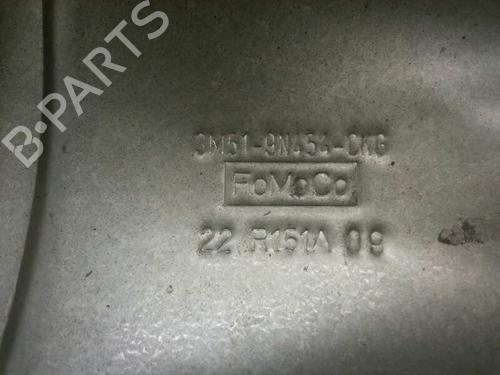 B-PARTS
3M51-9N454-CKG
FoMoCo
22 R151A 09